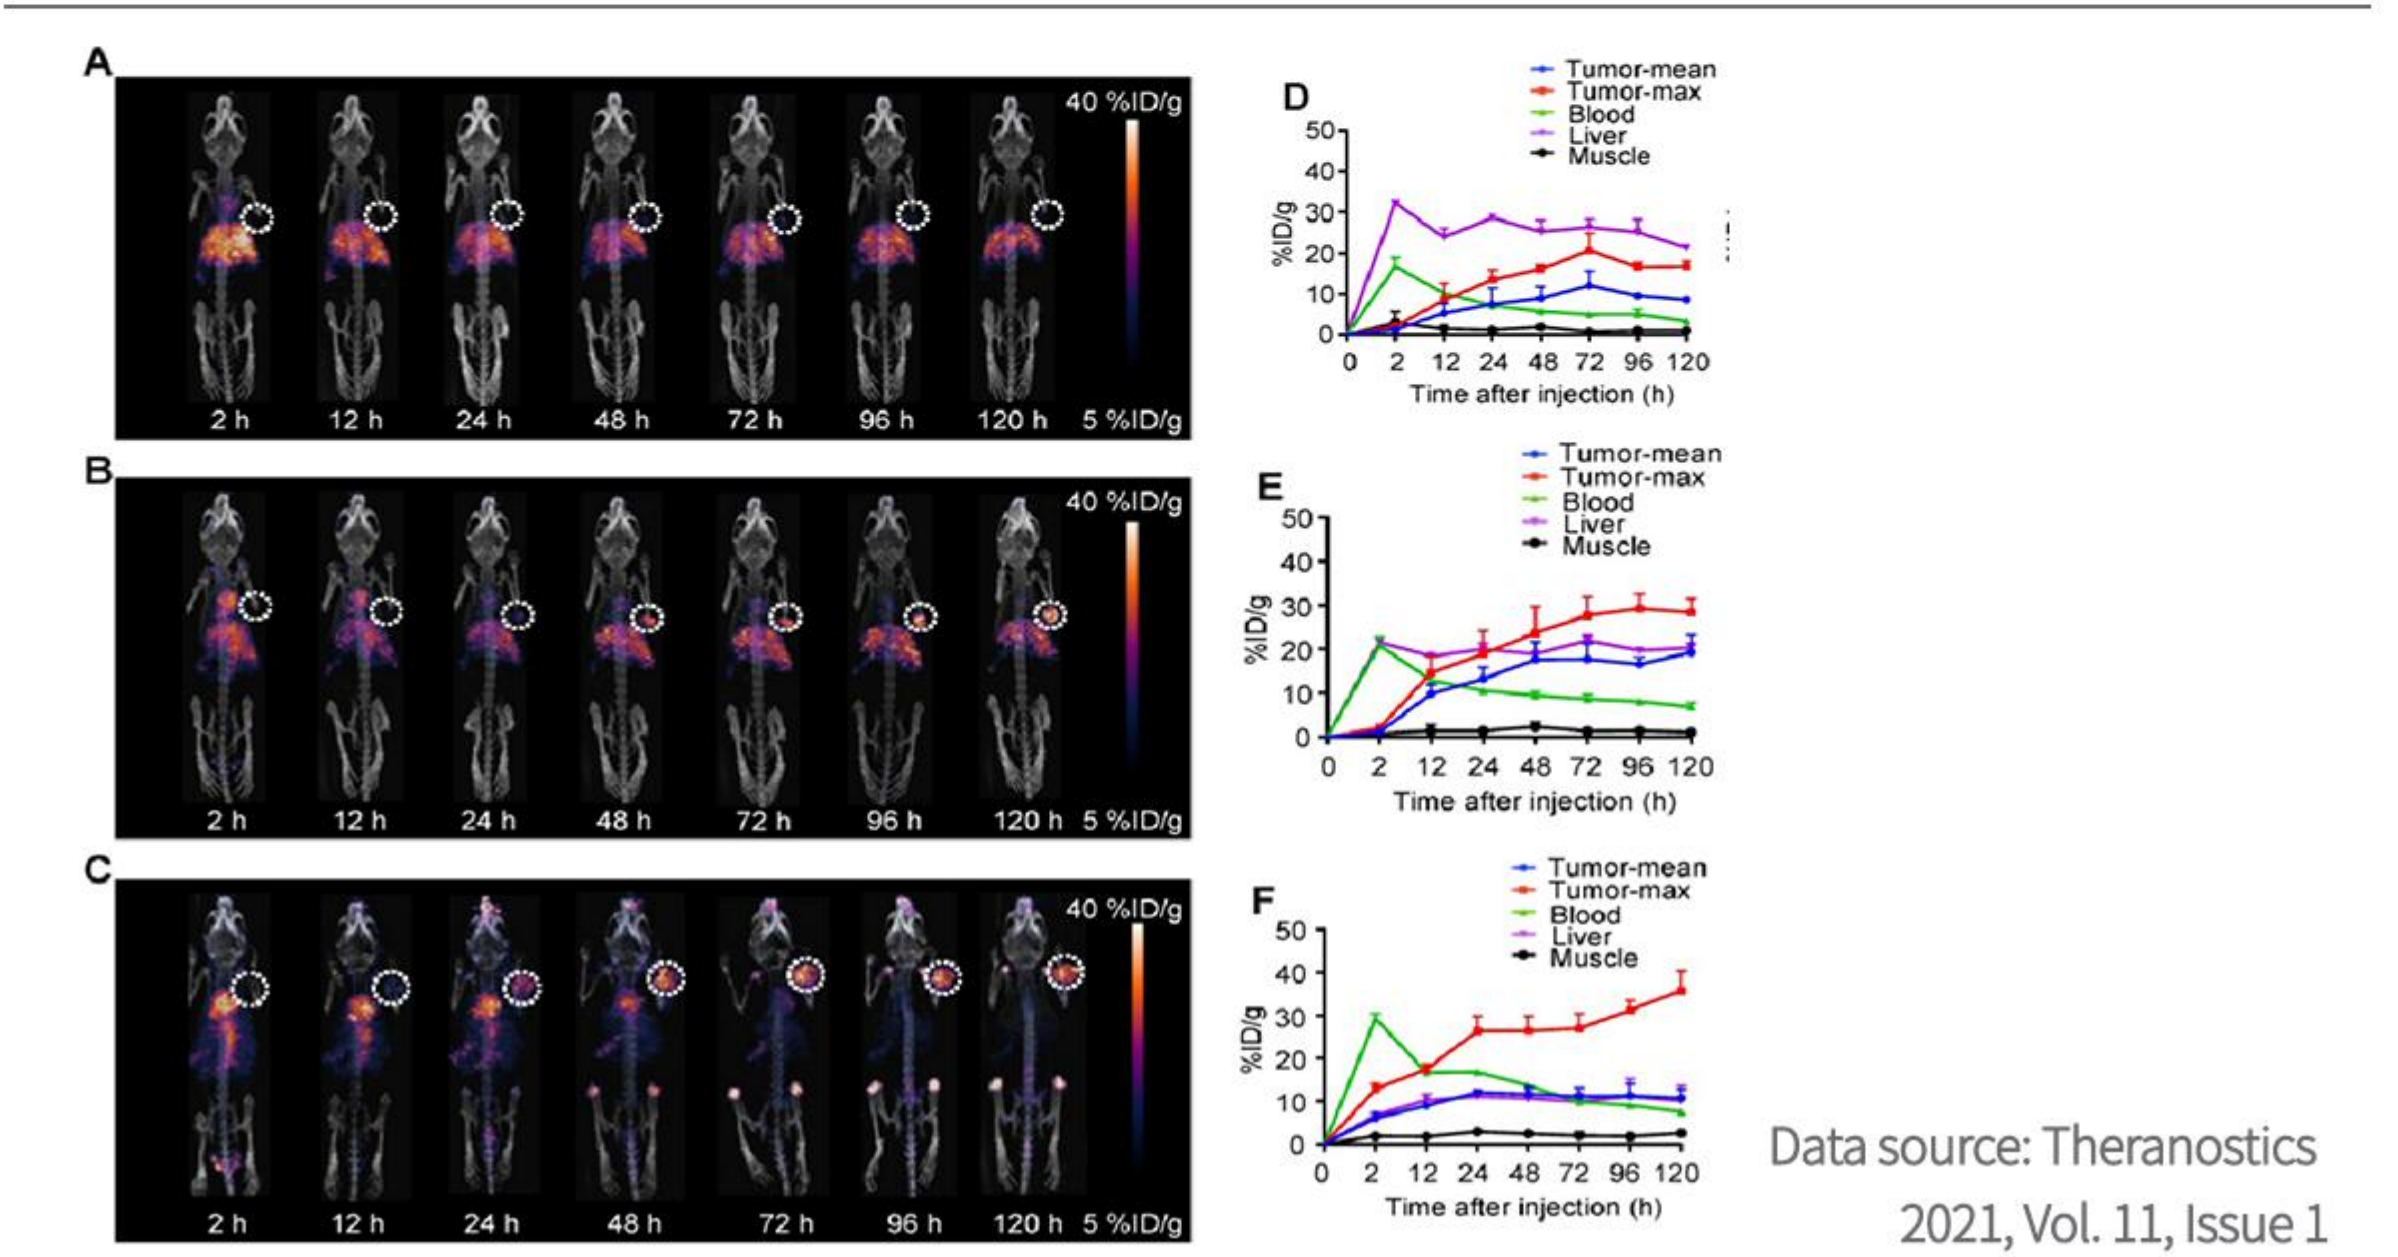 A
40 %ID/g
2 h 12 h 24 h 48 h 72 h 96 h 120 h 5 %ID/g
B
40 %ID/g
2 h 12 h 24 h 48 h 72 h 96 h 120 h 5 %ID/g
C
40 %ID/g
2 h 12 h 24 h 48 h 72 h 96 h 120 h 5 %ID/g
D
Tumor-mean
Tumor-max
Blood
Liver
Muscle
%ID/g
50
40
30
20
10
0
0 2 12 24 48 72 96 120
Time after injection (h)
E
Tumor-mean
Tumor-max
Blood
Liver
Muscle
%ID/g
50
40
30
20
10
0
0 2 12 24 48 72 96 120
Time after injection (h)
F
Tumor-mean
Tumor-max
Blood
Liver
Muscle
%ID/g
50
40
30
20
10
0
0 2 12 24 48 72 96 120
Time after injection (h)
Data source: Theranostics
2021, Vol. 11, Issue 1